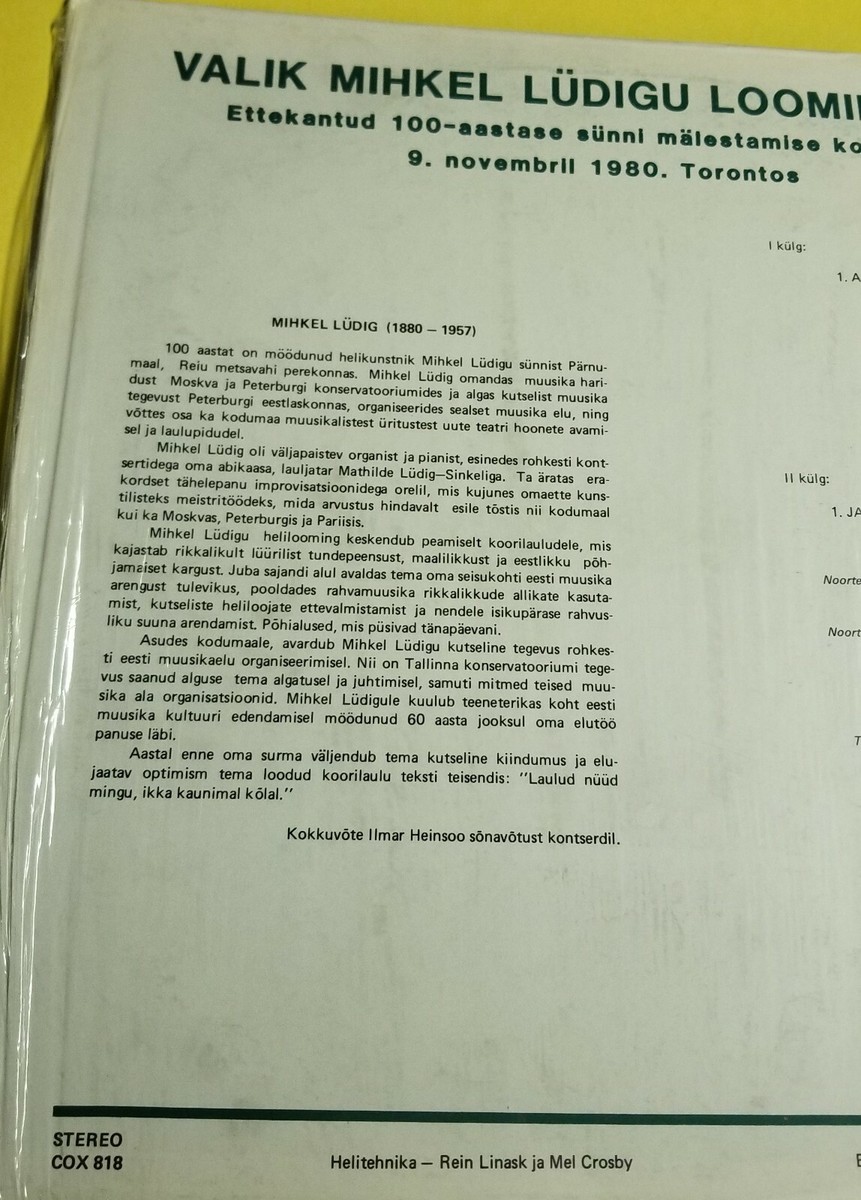 VALIK MIHKEL LÜDIGU
Ettekantud 100-aastase sünni mälestamise
9. novembril 1980. Torontos
I külg:
1.
MIHKEL LÜDIG (1880 – 1957)
100 aastat on möödunud helikunstnik Mihkel Lüdigu sünnist Pärnu-
maal, Reiu metsavahi perekonnas. Mihkel Lüdig omandas muusika hari-
dust Moskva ja Peterburgi konservatooriumides ja algas kutselist muusika
tegevust Peterburgi eestlaskonnas, organiseerides sealset muusika elu, ning
võttes osa ka kodumaa muusikalistest üritustest uute teatri hoonete avami-
sel ja laulupidudel.
Mihkel Lüdig oli väljapaistev organist ja pianist, esinedes rohkesti kont-
sertidega oma abikaasa, lauljatar Mathilde Lüdig—Sinkeliga. Ta äratas era-
kordset tähelepanu improvisatsioonidega orelil, mis kujunes omaette kuns-
tilisteks meistritöödeks, mida arvustus hindavalt esile tõstis nii kodumaal
kui ka Moskvas, Peterburgis ja Pariisis.
Mihkel Lüdigu helilooming keskendub peamiselt koorilauludele, mis
kajastab rikkalikult lüürilist tundepeensust, maalilikkust ja eestlikku põh-
jamaiset kargust. Juba sajandi alul avaldas tema oma seisukohti eesti muusika
arengust tulevikus, pooldades rahvamuusika rikkalikkude allikate kasuta-
mist, kutseliste heliloojate ettevalmistamist ja nendele isikupärase rahvus-
liku suuna arendamist. Põhialused, mis püsivad tänapäevani.
Asudes kodumaale, avardub Mihkel Lüdigu kutseline tegevus rohkes-
ti eesti muusikaelu organiseerimisel. Nii on Tallinna konservatooriumi tege-
vus saanud alguse tema algatusel ja juhtimisel, samuti mitmed teised muu-
sika ala organisatsioonid. Mihkel Lüdigule kuulub teeneterikas koht eesti
muusika kultuuri edendamisel möödunud 60 aasta jooksul oma elutöö
panuse läbi.
Aastal enne oma surma väljendub tema kutseline kiindumus ja elu-
jaatav optimism tema loodud koorilaulu teksti teisendis: "Laulud nüüd
mingu, ikka kaunimal kõlal."
Kokkuvõte Ilmar Heinsoo sõnavõtust kontserdil.
II külg:
1. JA
Noorte
Noort
STEREO
COX 818
Helitehnika — Rein Linask ja Mel Crosby